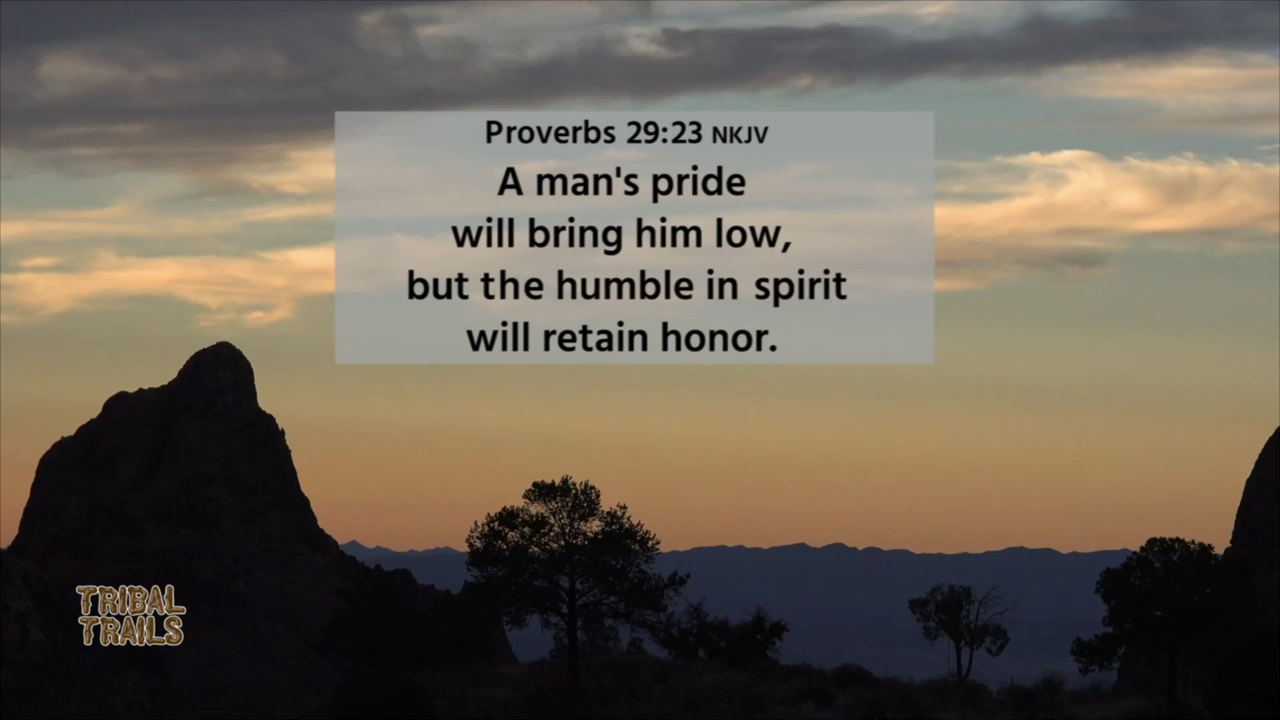 Proverbs 29:23 NKJV
A man's pride
will bring him low,
but the humble in spirit
will retain honor.
TRIBAL
TRAILS